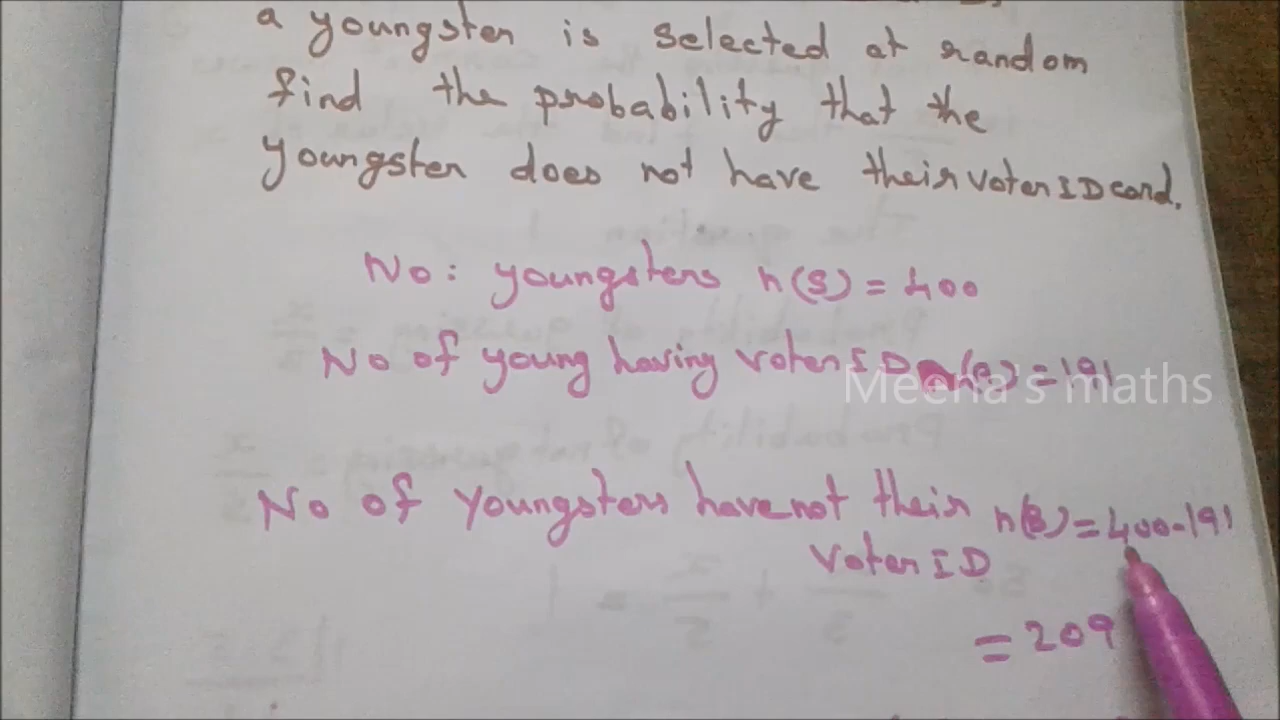 a youngster is selected at random
find the probability that the
youngster does not have their voter ID card.
No: youngsters n(S) = 400
No of young having voter ID n(A) = 191
Meena's maths
No of Youngsters have not their n(B) = 400-191
Voter ID
= 209